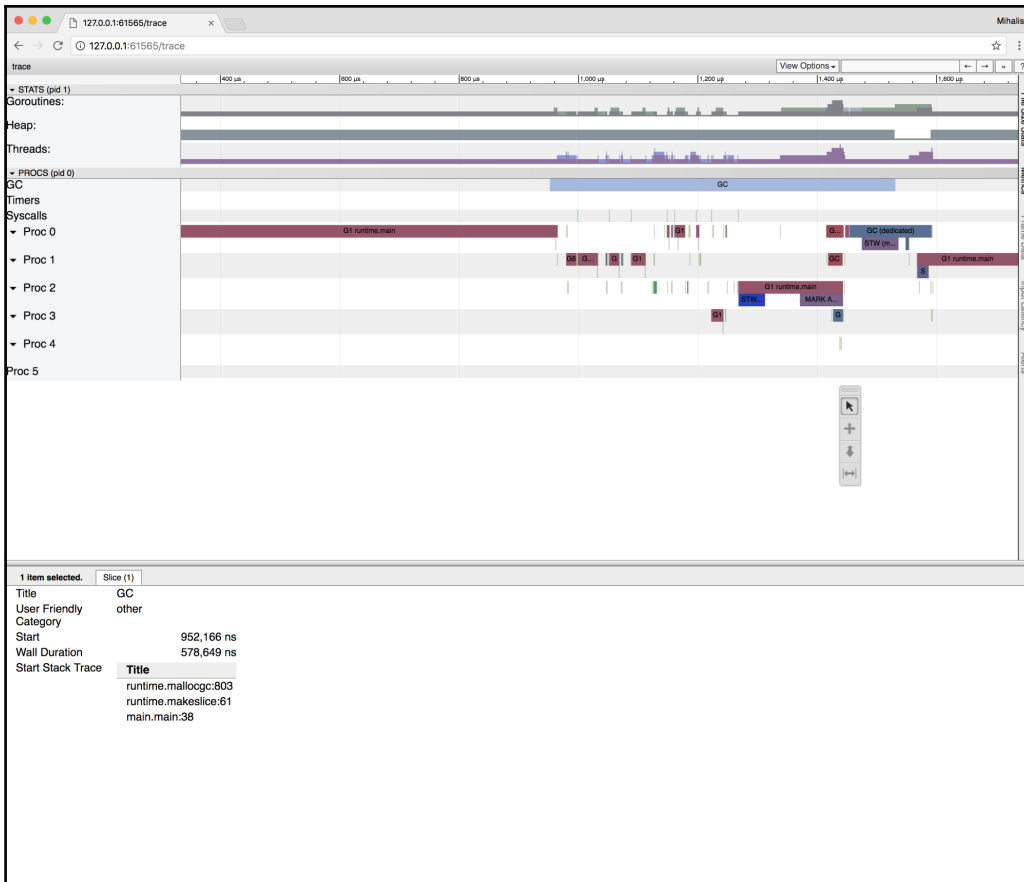 127.0.0.1:61565/trace ×
Mihalis
127.0.0.1:61565/trace
trace
View Options ← → » ?
400 µs 600 µs 800 µs 1,000 µs 1,200 µs 1,400 µs 1,600 µs
STATS (pid 1)
Goroutines:
Heap:
Threads:
PROCS (pid 0)
GC GC
Timers
Syscalls
Proc 0 G1 runtime.main G1 G... GC (dedicated)
STW (m...
Proc 1 G6 G... G G1 GC G1 runtime.main
S
Proc 2 G1 runtime.main
STW... MARK A...
Proc 3 G1 G
Proc 4
Proc 5
1 item selected. Slice (1)
Title GC
User Friendly other
Category
Start 952,166 ns
Wall Duration 578,649 ns
Start Stack Trace Title
runtime.mallocgc:803
runtime.makeslice:61
main.main:38